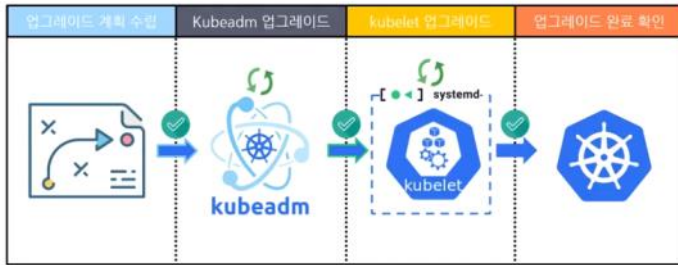 업그레이드 계획 수립
Kubeadm 업그레이드
kubelet 업그레이드
업그레이드 완료 확인
[ ● ◀ ] systemd-
kubeadm
kubelet